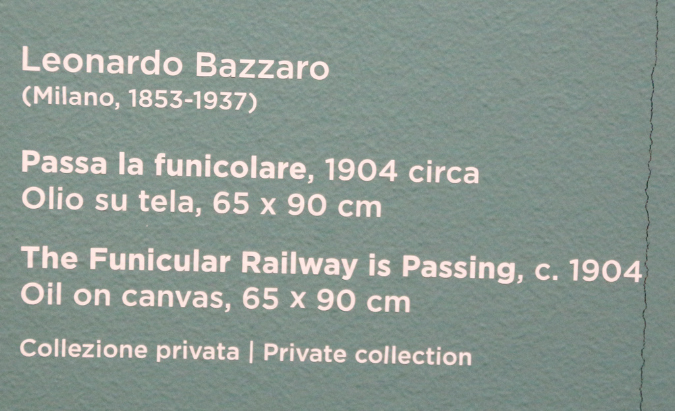 Leonardo Bazzaro
(Milano, 1853-1937)
Passa la funicolare, 1904 circa
Olio su tela, 65 x 90 cm
The Funicular Railway is Passing, c. 1904
Oil on canvas, 65 x 90 cm
Collezione privata | Private collection